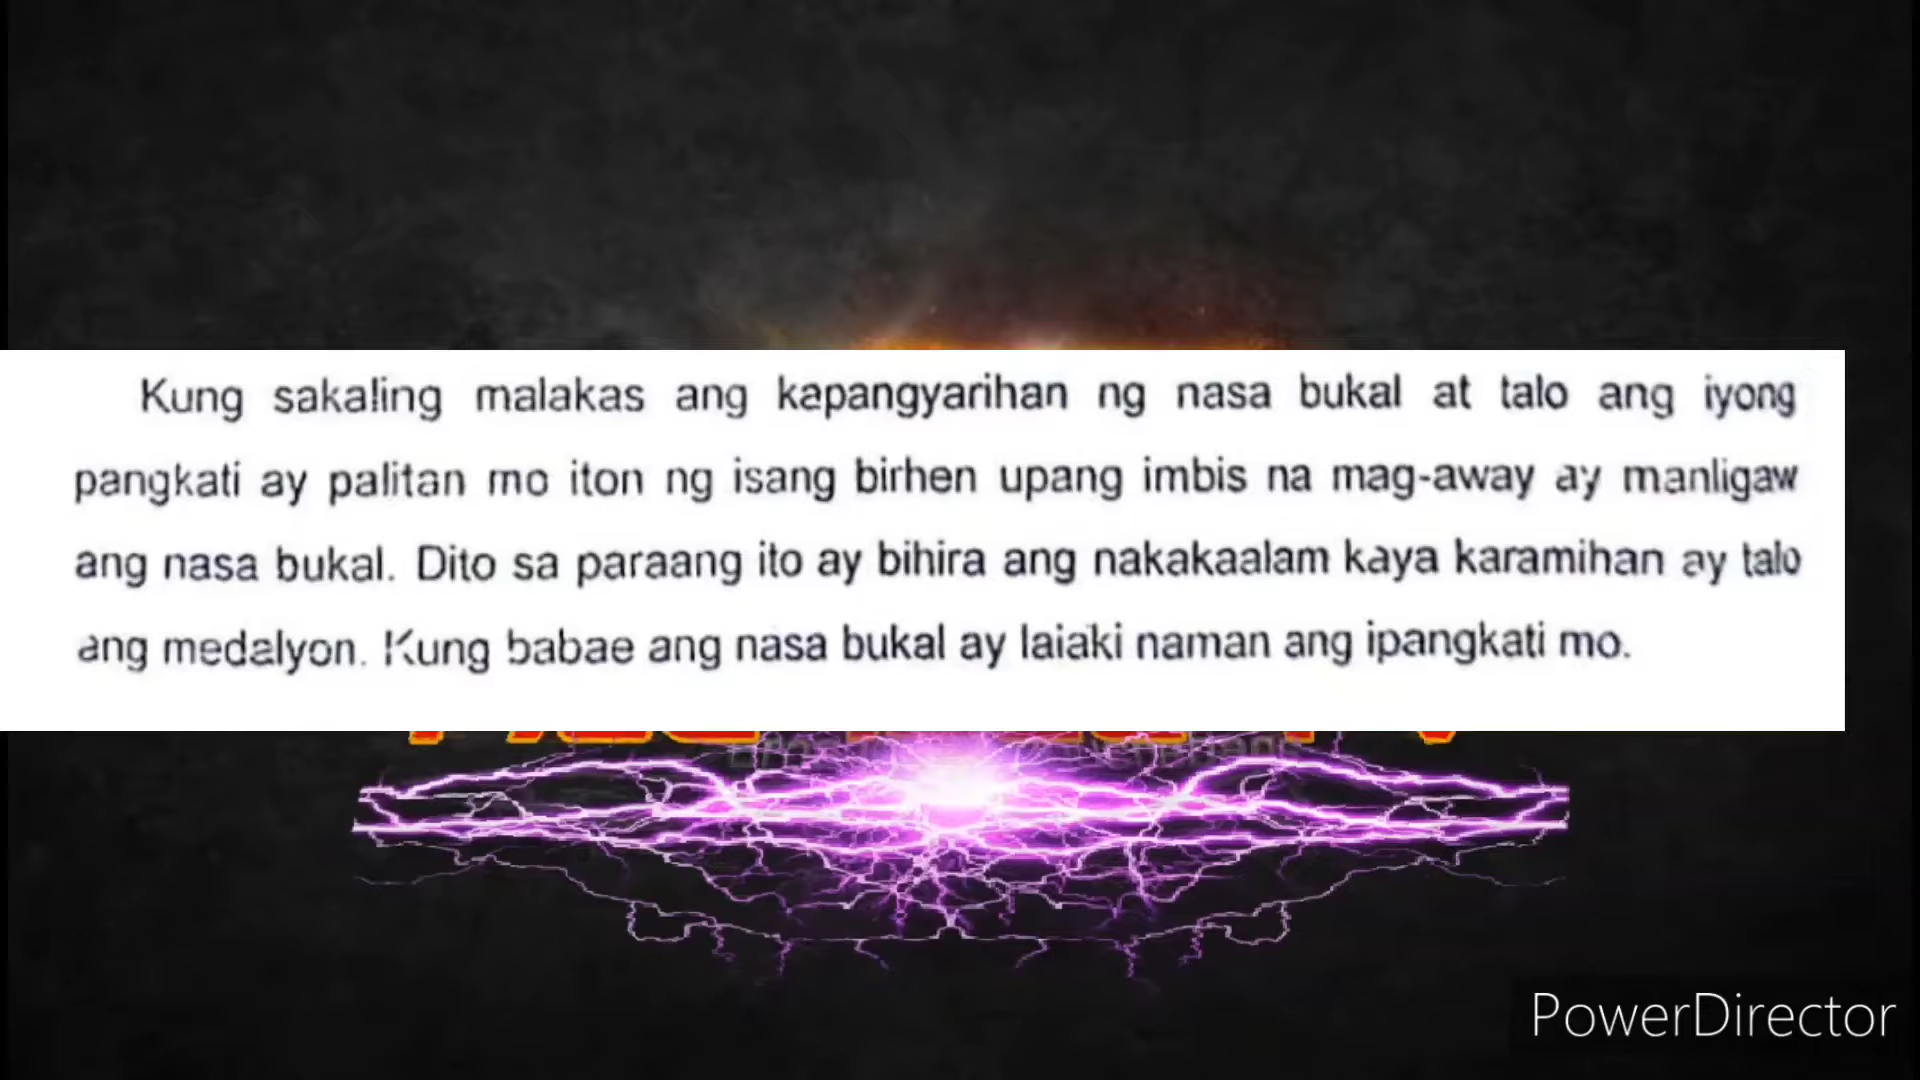 Kung sakaling malakas ang kapangyarihan ng nasa bukal at talo ang iyong
pangkati ay palitan mo iton ng isang birhen upang imbis na mag-away ay manligaw
ang nasa bukal. Dito sa paraang ito ay bihira ang nakakaalam kaya karamihan ay talo
ang medalyon. Kung babae ang nasa bukal ay laiaki naman ang ipangkati mo.
PowerDirector